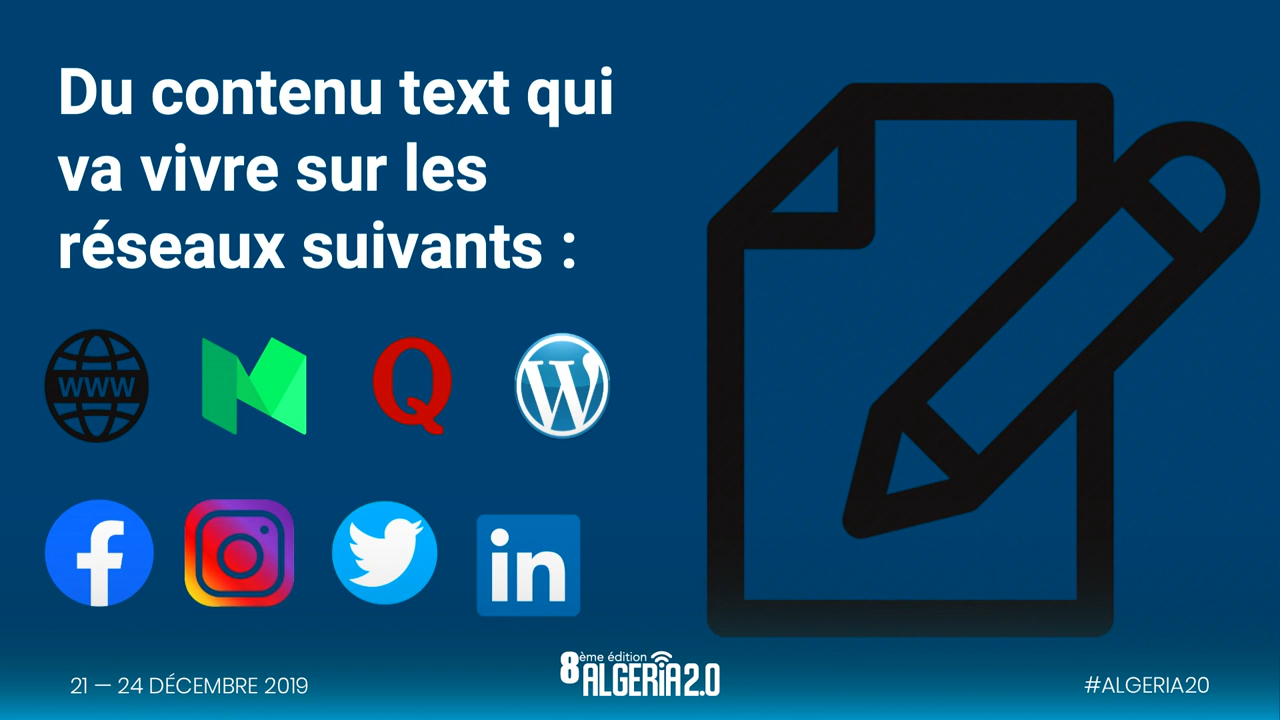 Du contenu text qui
va vivre sur les
réseaux suivants :
WWW
Q
W
f
in
21 — 24 DÉCEMBRE 2019
8ème édition
ALGERiA 2.0
#ALGERIA20